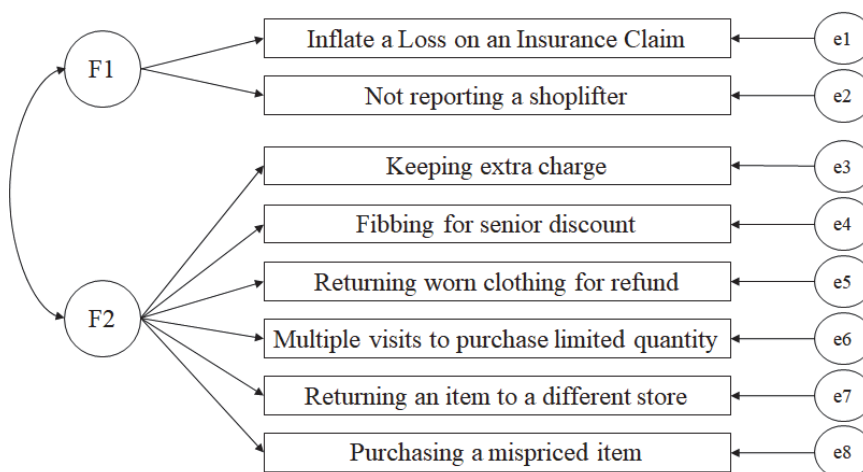 F1
Inflate a Loss on an Insurance Claim
e1
Not reporting a shoplifter
e2
Keeping extra charge
e3
Fibbing for senior discount
e4
F2
Returning worn clothing for refund
e5
Multiple visits to purchase limited quantity
e6
Returning an item to a different store
e7
Purchasing a mispriced item
e8